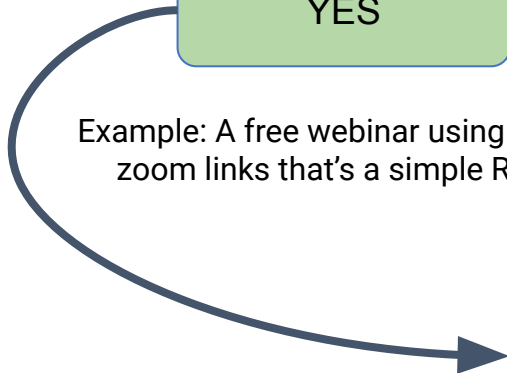 YES
Example: A free webinar using
zoom links that's a simple R